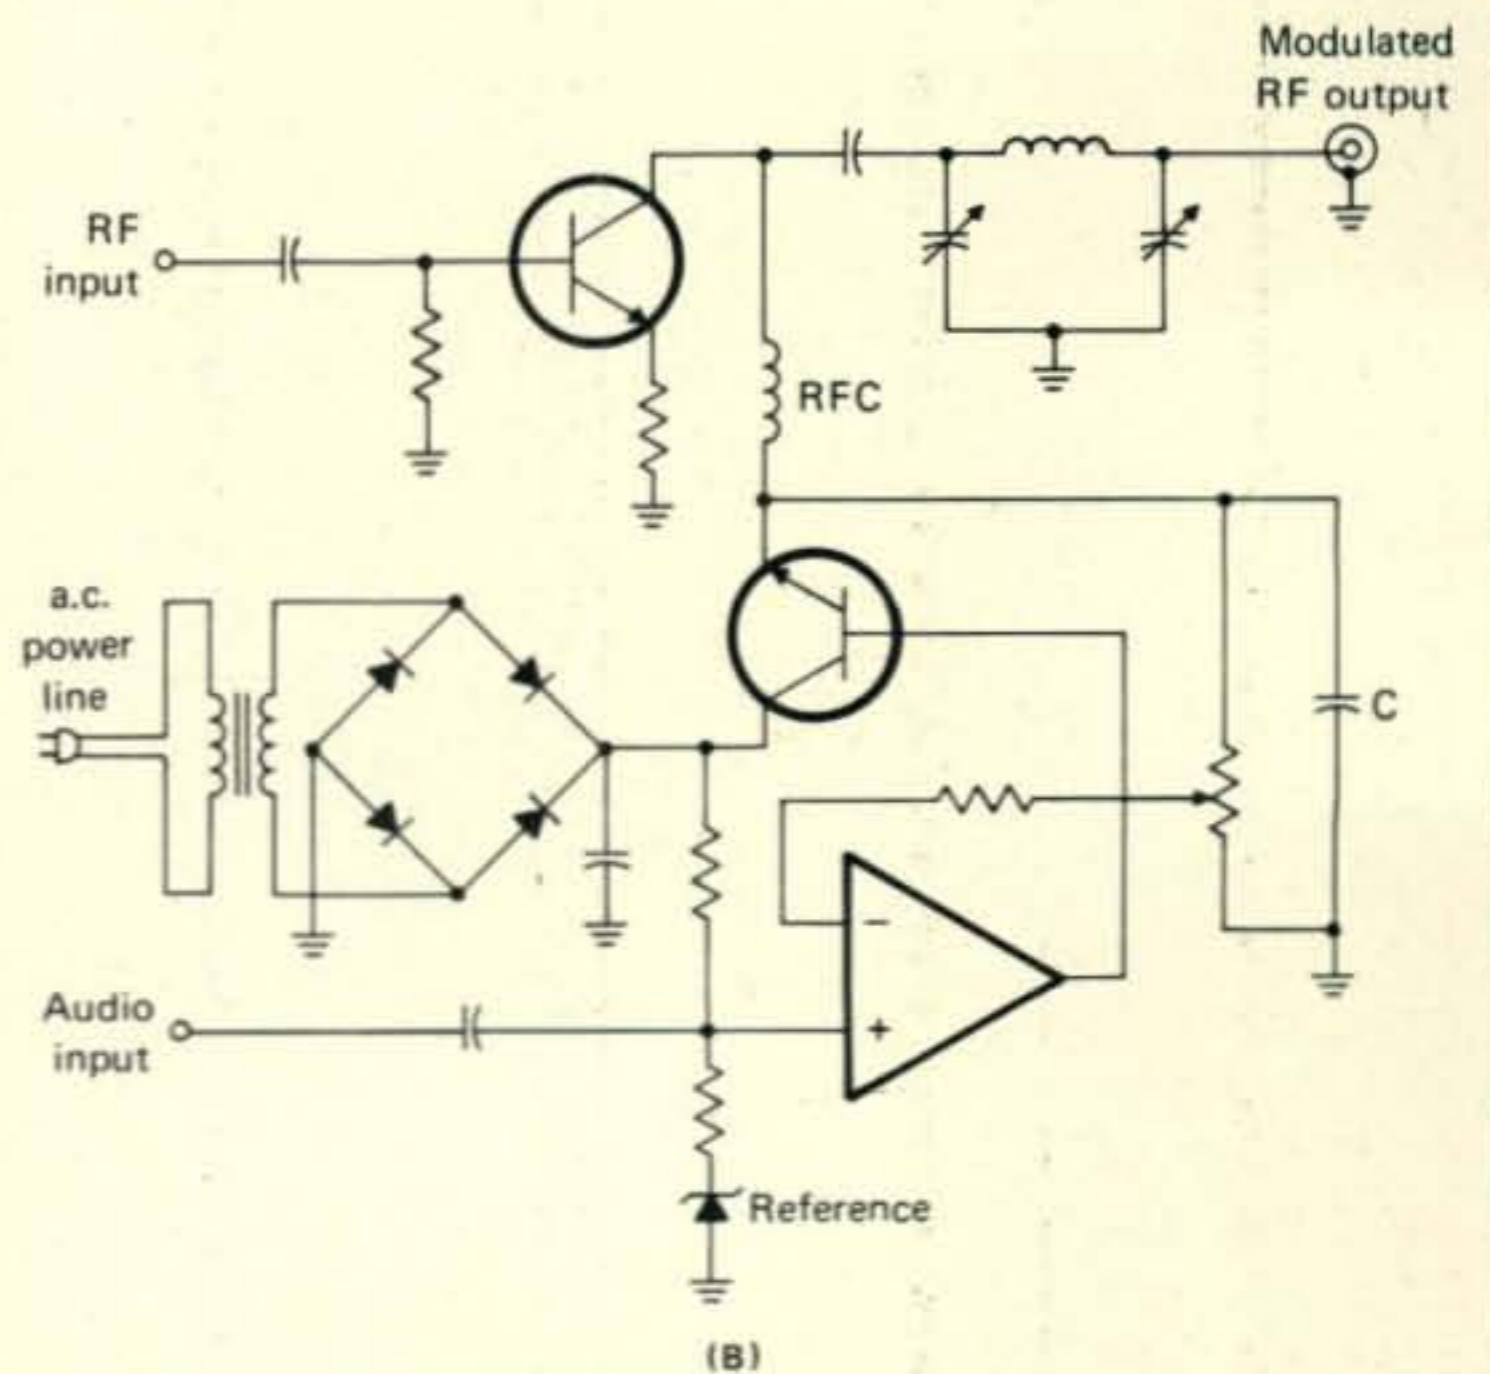 Modulated
RF output
RF
input
RFC
a.c.
power
line
C
−
+
Audio
input
Reference
(B)